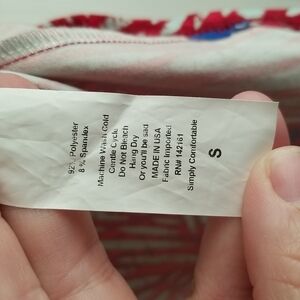 92% Polyester
8% Spandex
Machine Wash Cold
Gentle Cycle
Do Not Bleach
Hang Dry
Or you'll be sad
MADE IN USA
Fabric Imported
RN# 142161
Simply Comfortable
S